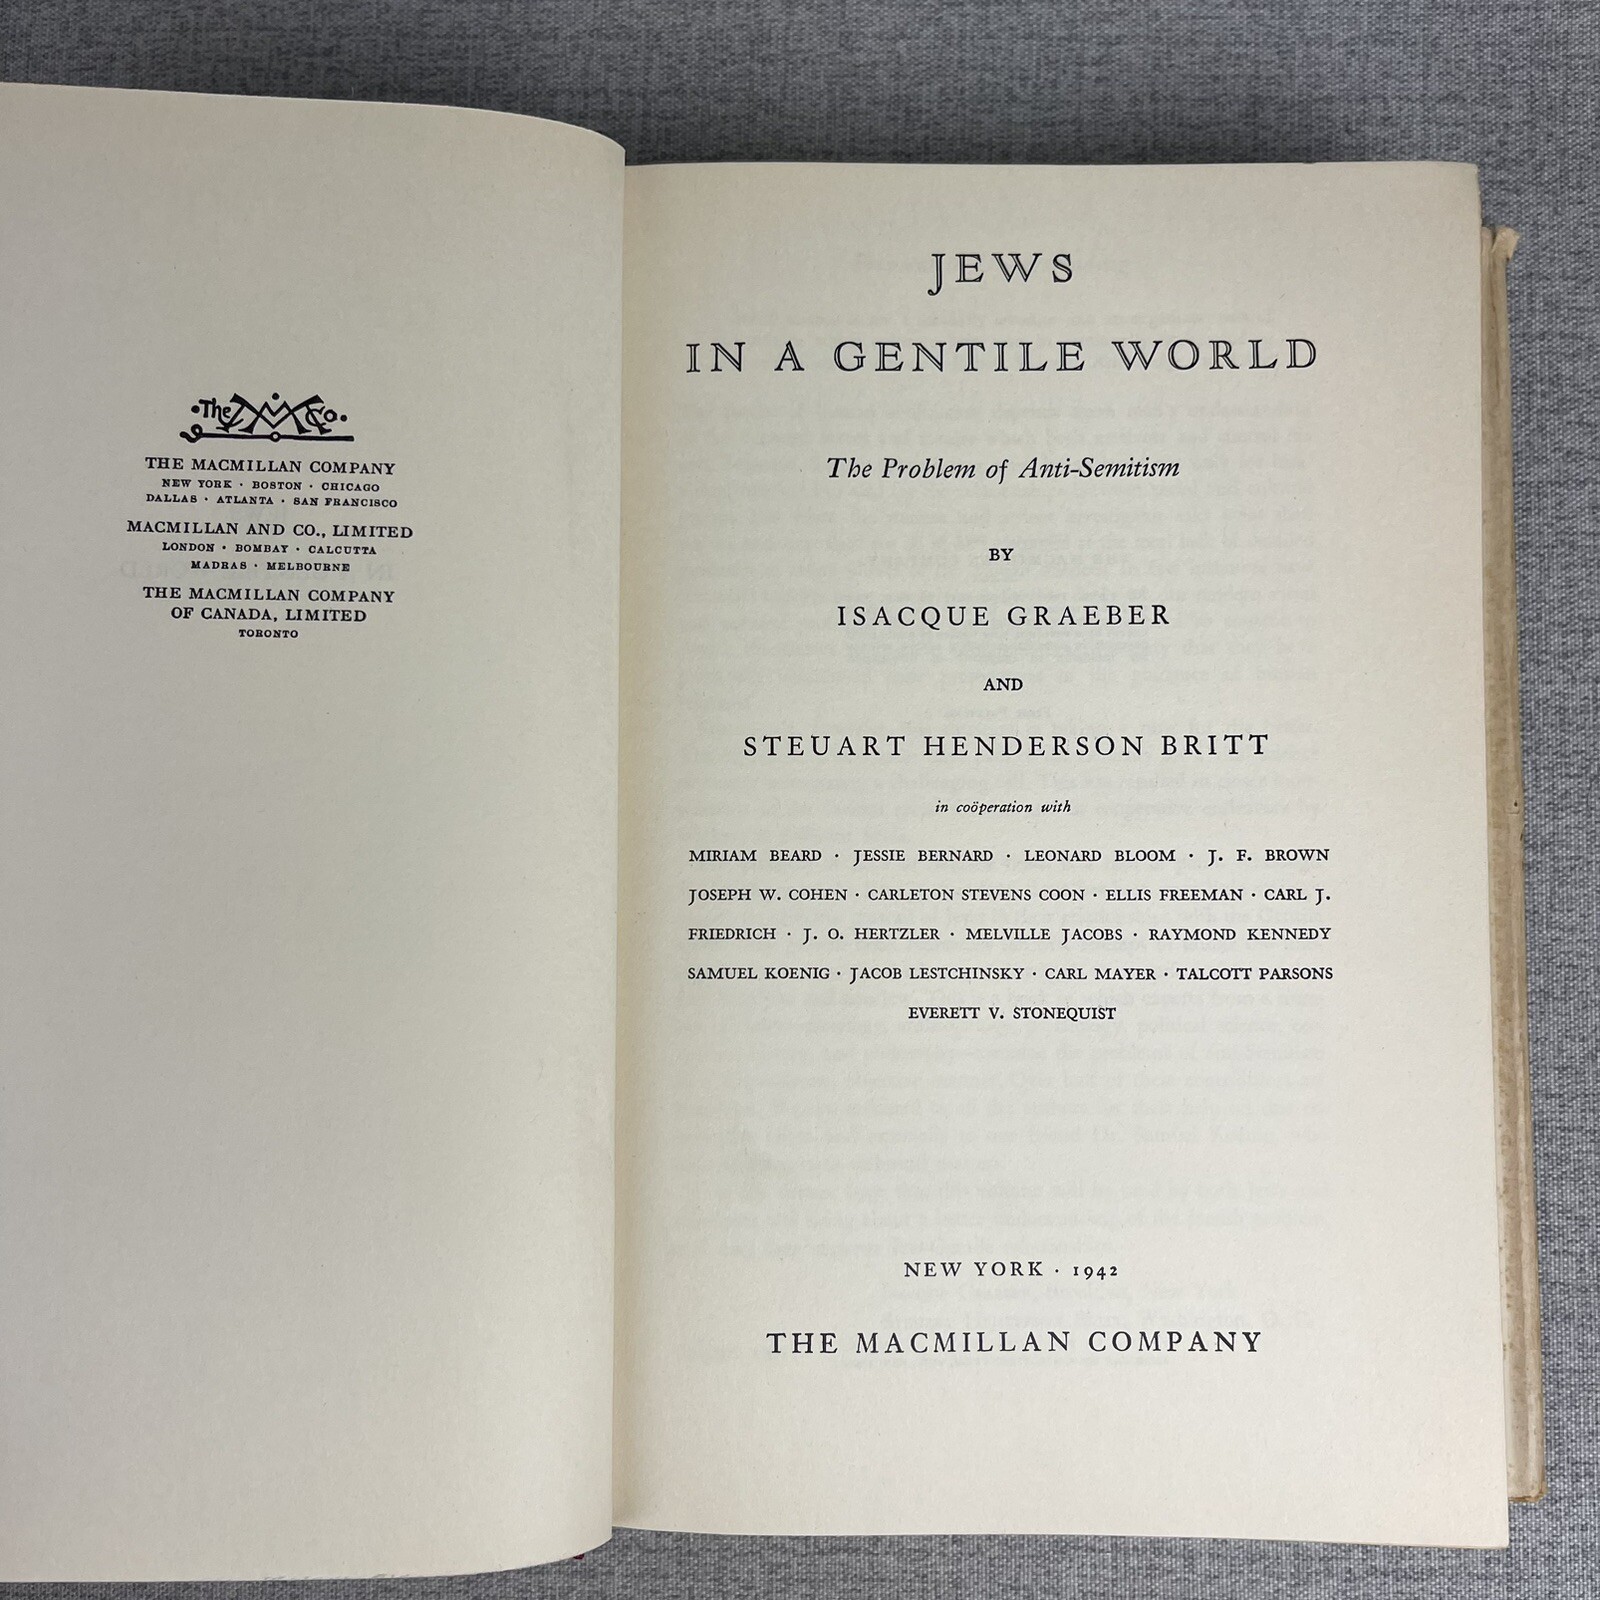 The MM Co.
THE MACMILLAN COMPANY
NEW YORK · BOSTON · CHICAGO
DALLAS · ATLANTA · SAN FRANCISCO
MACMILLAN AND CO., LIMITED
LONDON · BOMBAY · CALCUTTA
MADRAS · MELBOURNE
THE MACMILLAN COMPANY
OF CANADA, LIMITED
TORONTO
JEWS
IN A GENTILE WORLD
The Problem of Anti-Semitism
BY
ISACQUE GRAEBER
AND
STEUART HENDERSON BRITT
in coöperation with
MIRIAM BEARD · JESSIE BERNARD · LEONARD BLOOM · J. F. BROWN
JOSEPH W. COHEN · CARLETON STEVENS COON · ELLIS FREEMAN · CARL J.
FRIEDRICH · J. O. HERTZLER · MELVILLE JACOBS · RAYMOND KENNEDY
SAMUEL KOENIG · JACOB LESTCHINSKY · CARL MAYER · TALCOTT PARSONS
EVERETT V. STONEQUIST
NEW YORK · 1942
THE MACMILLAN COMPANY